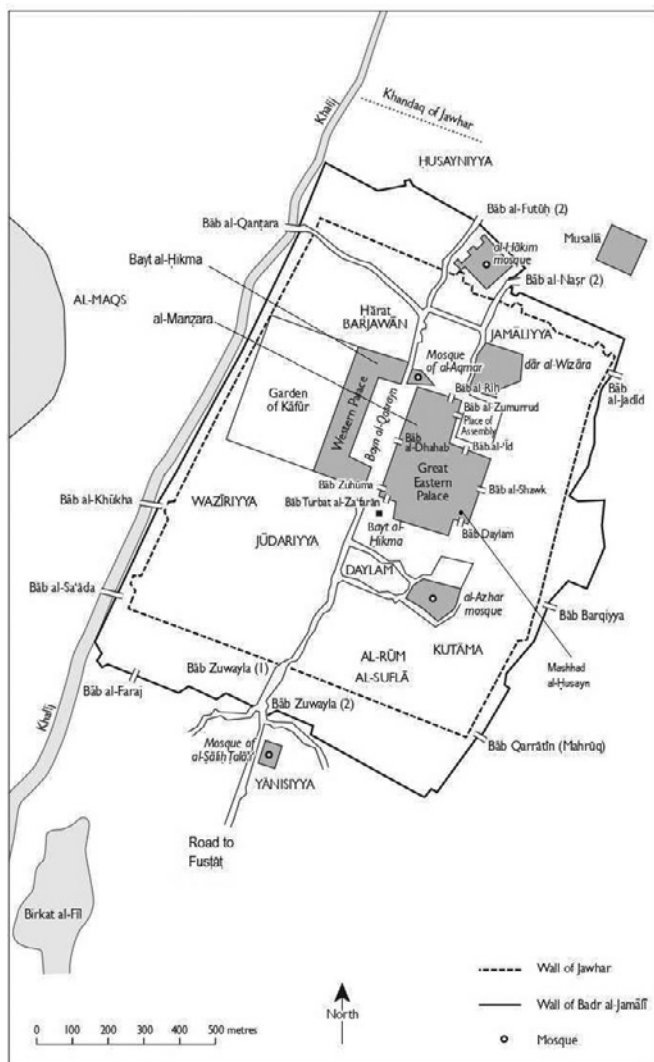 Khalīj
Khandaq of Jawhar
ḤUSAYNIYYA
Bāb al-Futūḥ (2)
Bāb al-Qanṭara
al-Ḥākim
mosque
Musallā
Bayt al-Ḥikma
Bāb al-Naṣr (2)
AL-MAQS
al-Manẓara
Hārat
BARJAWĀN
JAMĀLIYYA
Mosque
of al-Aqmar
dār al-Wizāra
Bāb
al-Jadīd
Bāb al-Rīḥ
Garden
of Kāfūr
Western Palace
Bayn al-Qaṣrayn
Bāb al-Zumurrud
Place of
Assembly
Bāb
al-Dhahab
Bāb al-ʿĪd
Great
Eastern
Palace
Bāb Zuhūma
Bāb al-Shawk
Bāb al-Khūkha
WAZĪRIYYA
Bāb Turbat al-Zaʿfarān
Bayt al-
Ḥikma
Bāb Daylam
JŪDARIYYA
DAYLAM
Bāb al-Saʿāda
al-Azhar
mosque
Bāb Barqiyya
KUTĀMA
AL-RŪM
AL-SUFLĀ
Mashhad
al-Ḥusayn
Bāb Zuwayla (1)
Bāb al-Faraj
Bāb Zuwayla (2)
Khalīj
Bāb Qarrāṭīn (Mahrūq)
Mosque of
al-Ṣāliḥ Ṭalāʾiʿ
YĀNISIYYA
Road to
Fusṭāṭ
Birkat al-Fīl
Wall of Jawhar
Wall of Badr al-Jamālī
Mosque
North
0 100 200 300 400 500 metres